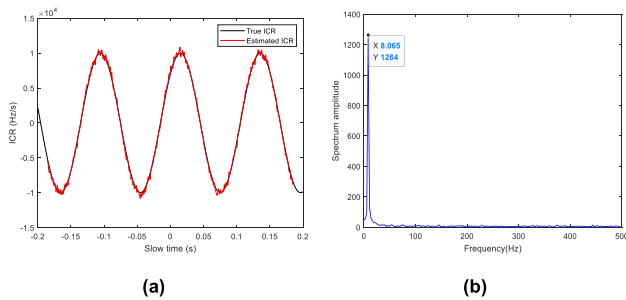 1.5 ×10⁴
True ICR
Estimated ICR
1
0.5
0
-0.5
-1
-1.5
ICR (Hz/s)
-0.2 -0.15 -0.1 -0.05 0 0.05 0.1 0.15 0.2
Slow time (s)
(a)
1400
1200
1000
800
600
400
200
0
Spectrum amplitude
X 8.065
Y 1264
0 100 200 300 400 500
Frequency(Hz)
(b)